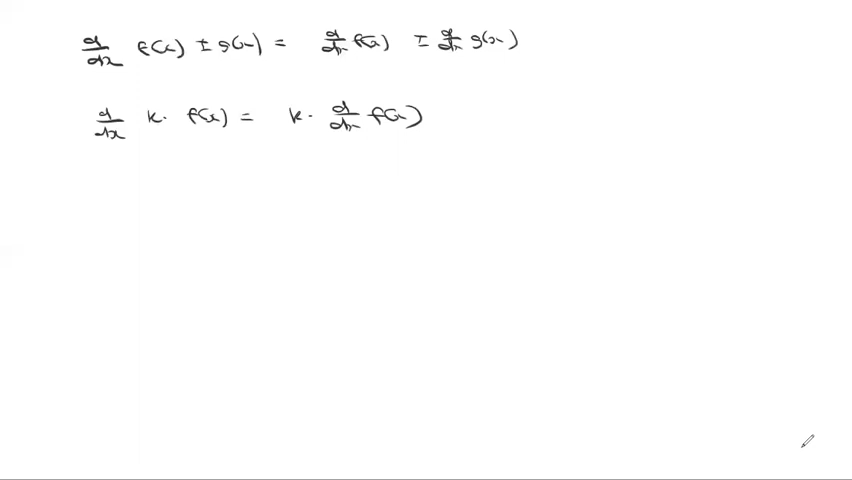 d/dx f(x) ± g(x) = d/dx f(x) ± d/dx g(x)
d/dx k · f(x) = k · d/dx f(x)